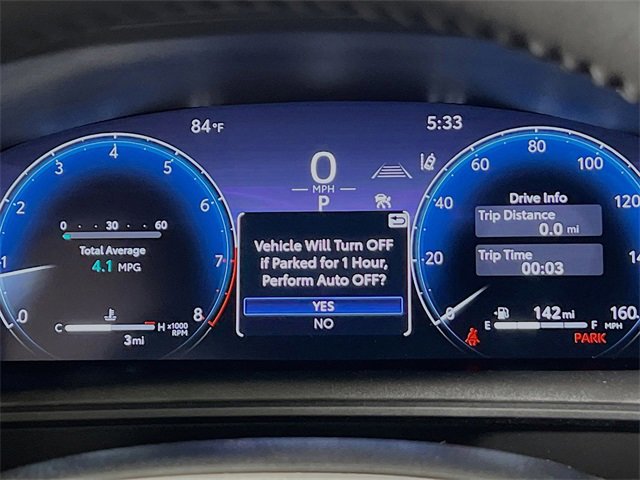 84°F
5:33
0
MPH
P
0 1 2 3 4 5 6 7 8
x1000
RPM
0 30 60
Total Average
4.1 MPG
C H
3mi
Vehicle Will Turn OFF
if Parked for 1 Hour,
Perform Auto OFF?
YES
NO
0 20 40 60 80 100 120 14 160
MPH
Drive Info
Trip Distance
0.0 mi
Trip Time
00:03
142mi
E F
PARK